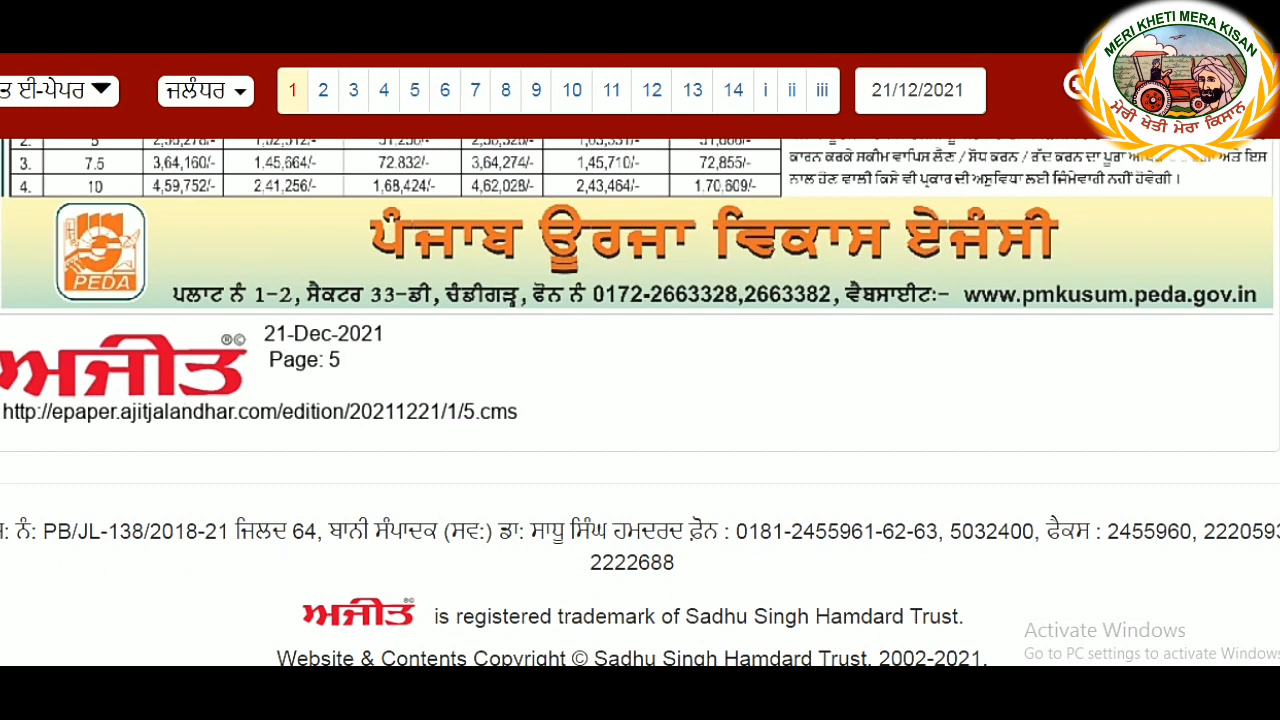 MERI KHETI MERA KISAN
ਮੇਰੀ ਖੇਤੀ ਮੇਰਾ ਕਿਸਾਨ
ਤ ਈ-ਪੇਪਰ ਜਲੰਧਰ 1 2 3 4 5 6 7 8 9 10 11 12 13 14 i ii iii 21/12/2021
3. 7.5 3,64,160/- 1,45,664/- 72.832/- 3,64,274/- 1,45,710/- 72,855/-
ਕਾਰਨ ਕਰਕੇ ਸਕੀਮ ਵਾਪਿਸ ਲੈਣ / ਸੋਧ ਕਰਨ / ਰੱਦ ਕਰਨ ਦਾ ਪੂਰਾ ਅਤੇ ਇਸ
4. 10 4,59,752/- 2,41,256/- 1,68,424/- 4,62,028/- 2,43,464/- 1,70,609/-
ਨਾਲ ਹੋਣ ਵਾਲੀ ਕਿਸੇ ਵੀ ਪ੍ਰਕਾਰ ਦੀ ਅਸੁਵਿਧਾ ਲਈ ਜਿੰਮੇਵਾਰੀ ਨਹੀਂ ਹੋਵੇਗੀ ।
PEDA
ਪੰਜਾਬ ਊਰਜਾ ਵਿਕਾਸ ਏਜੰਸੀ
ਪਲਾਟ ਨੰ 1-2, ਸੈਕਟਰ 33-ਡੀ, ਚੰਡੀਗੜ੍ਹ, ਫੋਨ ਨੰ 0172-2663328,2663382, ਵੈਬਸਾਈਟ:- www.pmkusum.peda.gov.in
ਅਜੀਤ ®©
21-Dec-2021
Page: 5
http://epaper.ajitjalandhar.com/edition/20211221/1/5.cms
ਨੰ: PB/JL-138/2018-21 ਜਿਲਦ 64, ਬਾਨੀ ਸੰਪਾਦਕ (ਸਵ:) ਡਾ: ਸਾਧੂ ਸਿੰਘ ਹਮਦਰਦ ਫ਼ੋਨ : 0181-2455961-62-63, 5032400, ਫੈਕਸ : 2455960, 222059
2222688
ਅਜੀਤ ®© is registered trademark of Sadhu Singh Hamdard Trust.
Website & Contents Copyright © Sadhu Singh Hamdard Trust, 2002-2021.
Activate Windows
Go to PC settings to activate Windows